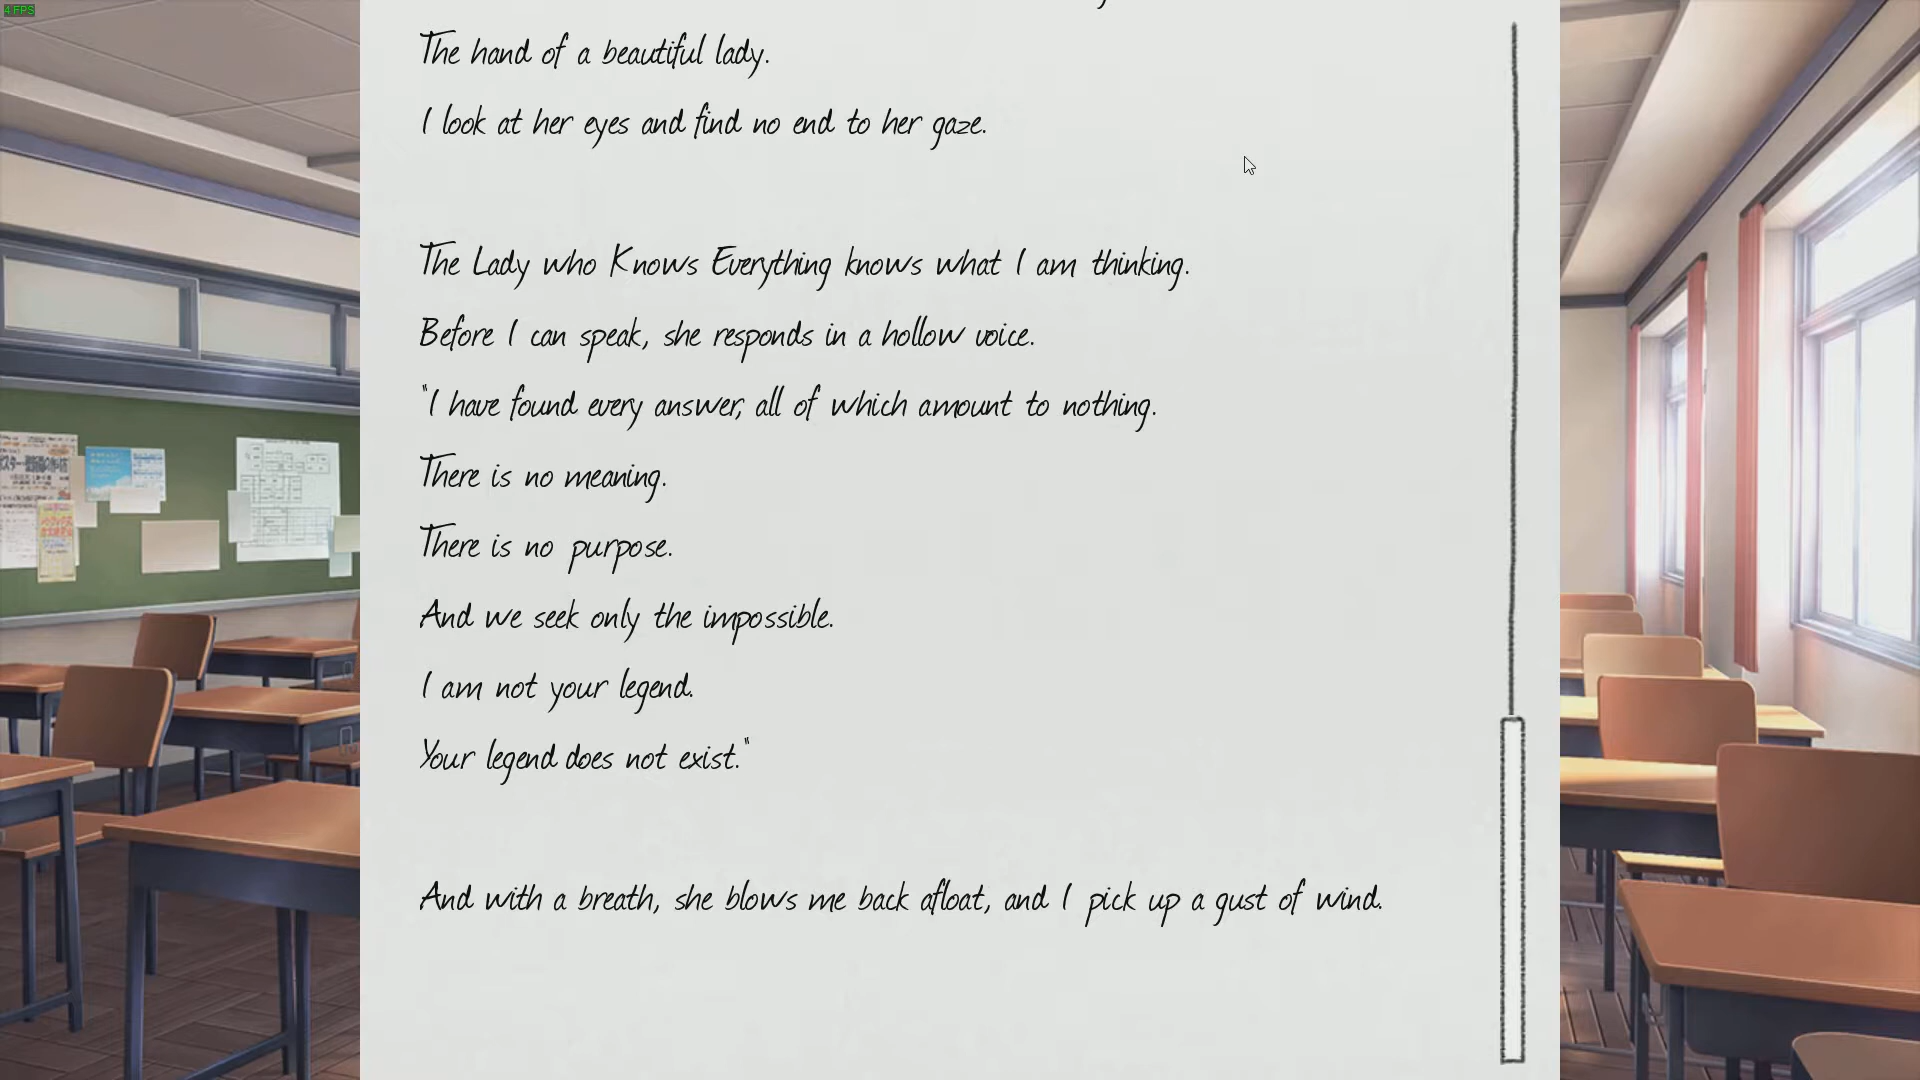 4 FPS
The hand of a beautiful lady.
I look at her eyes and find no end to her gaze.
The Lady who Knows Everything knows what I am thinking.
Before I can speak, she responds in a hollow voice.
"I have found every answer, all of which amount to nothing.
There is no meaning.
There is no purpose.
And we seek only the impossible.
I am not your legend.
Your legend does not exist."
And with a breath, she blows me back afloat, and I pick up a gust of wind.